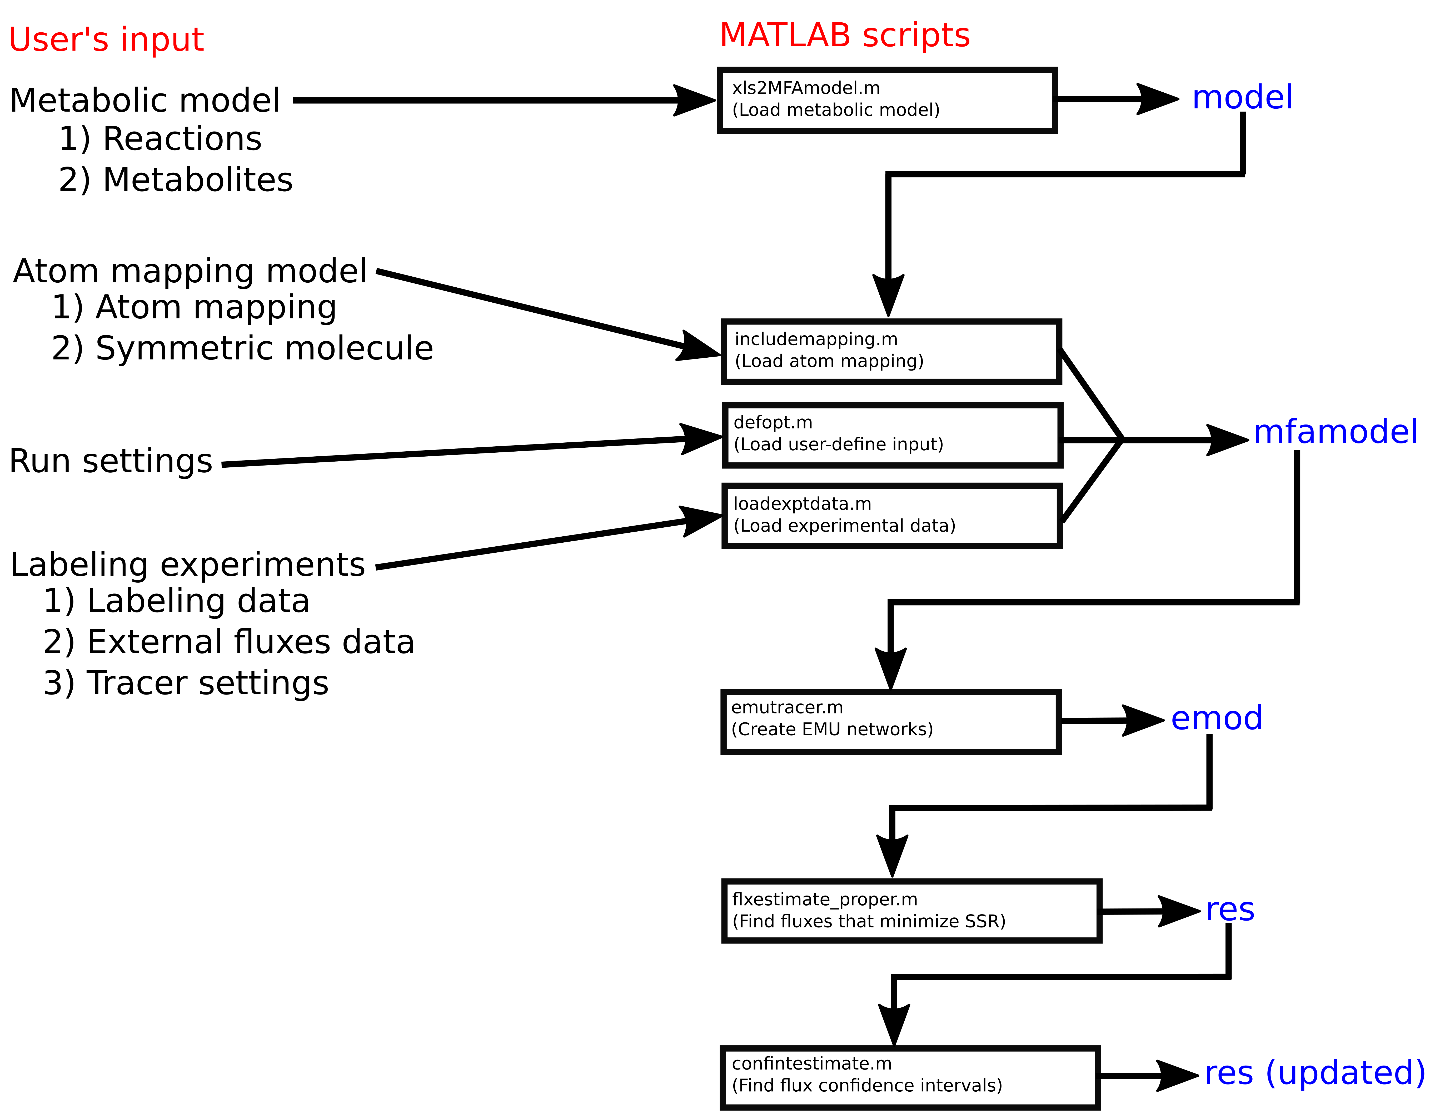 User's input
Metabolic model
1) Reactions
2) Metabolites
Atom mapping model
1) Atom mapping
2) Symmetric molecule
Run settings
Labeling experiments
1) Labeling data
2) External fluxes data
3) Tracer settings
MATLAB scripts
xls2MFAmodel.m
(Load metabolic model)
model
includemapping.m
(Load atom mapping)
defopt.m
(Load user-define input)
loadexptdata.m
(Load experimental data)
mfamodel
emutracer.m
(Create EMU networks)
emod
flxestimate_proper.m
(Find fluxes that minimize SSR)
res
confintestimate.m
(Find flux confidence intervals)
res (updated)